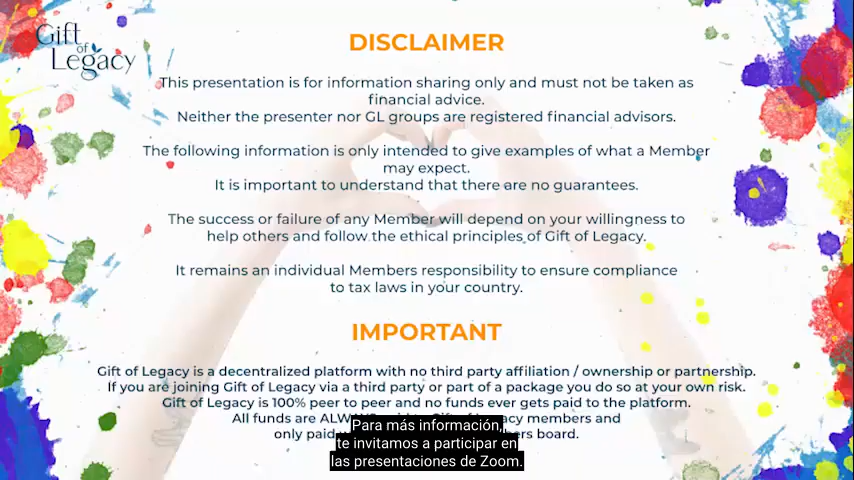 Gift
of
Legacy
DISCLAIMER
This presentation is for information sharing only and must not be taken as
financial advice.
Neither the presenter nor GL groups are registered financial advisors.
The following information is only intended to give examples of what a Member
may expect.
It is important to understand that there are no guarantees.
The success or failure of any Member will depend on your willingness to
help others and follow the ethical principles of Gift of Legacy.
It remains an individual Members responsibility to ensure compliance
to tax laws in your country.
IMPORTANT
Gift of Legacy is a decentralized platform with no third party affiliation / ownership or partnership.
If you are joining Gift of Legacy via a third party or part of a package you do so at your own risk.
Gift of Legacy is 100% peer to peer and no funds ever gets paid to the platform.
All funds are members and
only board.
Para más información,
te invitamos a participar en
las presentaciones de Zoom.